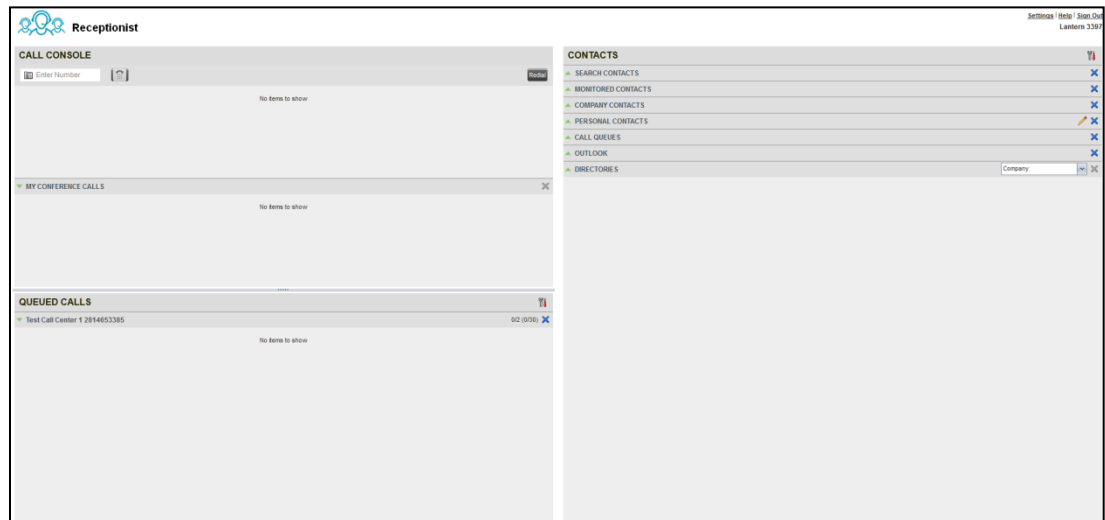 Receptionist
Settings | Help | Sign Out
Lantern 3397
CALL CONSOLE
Enter Number
Redial
No items to show
MY CONFERENCE CALLS
No items to show
QUEUED CALLS
Test Call Center 1 2814653385
0/2 (0/30)
No items to show
CONTACTS
SEARCH CONTACTS
MONITORED CONTACTS
COMPANY CONTACTS
PERSONAL CONTACTS
CALL QUEUES
OUTLOOK
DIRECTORIES
Company